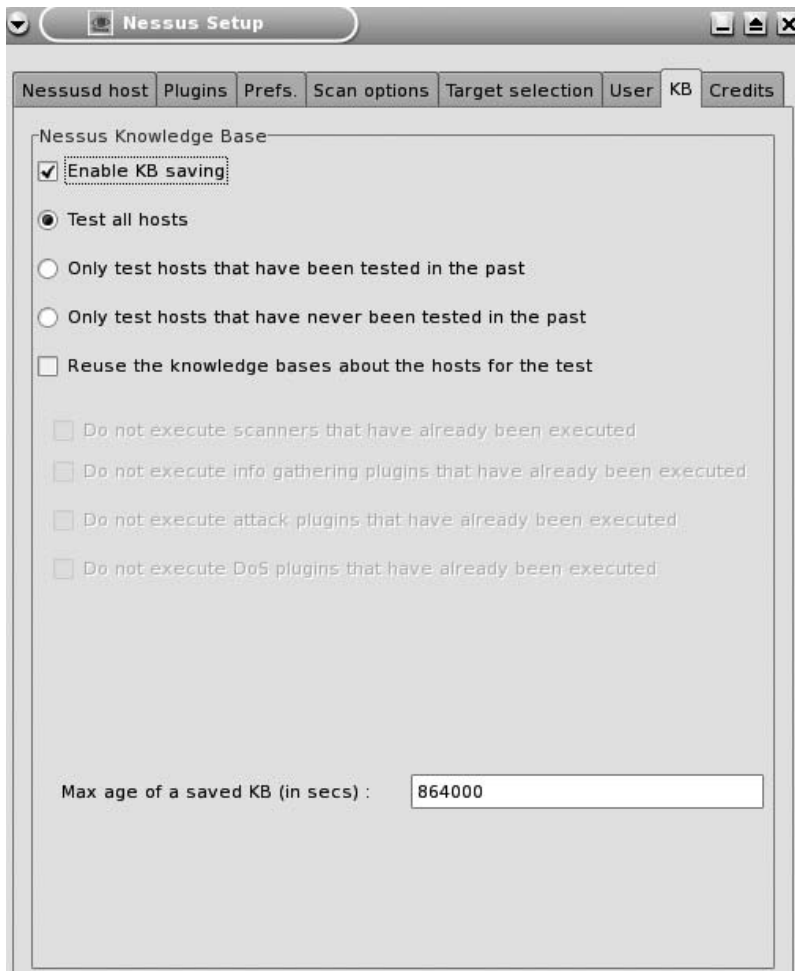 Nessus Setup
Nessusd host Plugins Prefs. Scan options Target selection User KB Credits
Nessus Knowledge Base
Enable KB saving
Test all hosts
Only test hosts that have been tested in the past
Only test hosts that have never been tested in the past
Reuse the knowledge bases about the hosts for the test
Do not execute scanners that have already been executed
Do not execute info gathering plugins that have already been executed
Do not execute attack plugins that have already been executed
Do not execute DoS plugins that have already been executed
Max age of a saved KB (in secs) : 864000